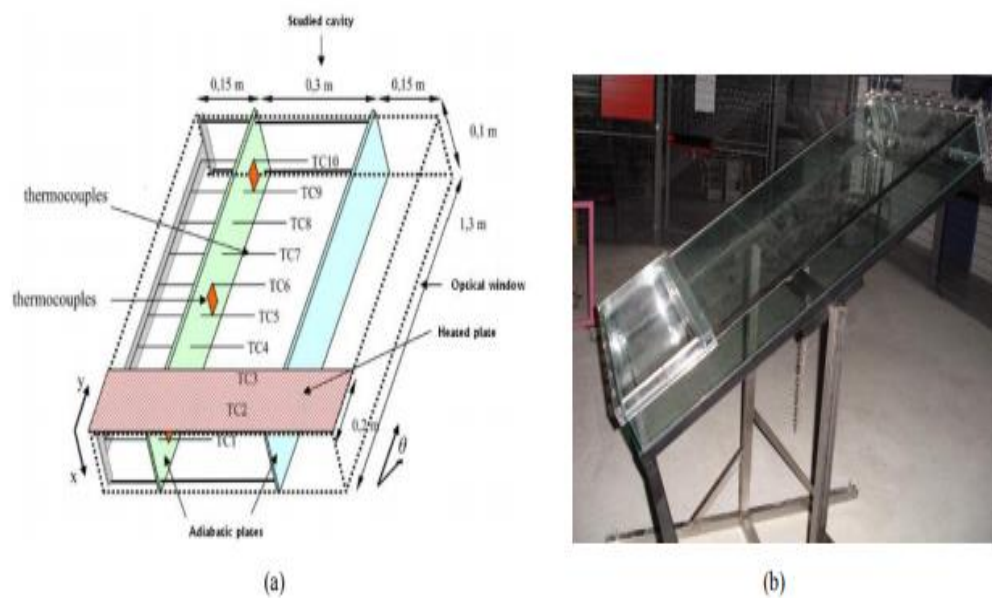 Studied cavity
0,15 m
0,3 m
0,15 m
0,1 m
TC10
TC9
thermocouples
TC8
1,3 m
TC7
TC6
Optical window
thermocouples
TC5
Heated plate
TC4
TC3
y
TC2
0,2 m
TC1
θ
x
Adiabatic plates
(a)
(b)